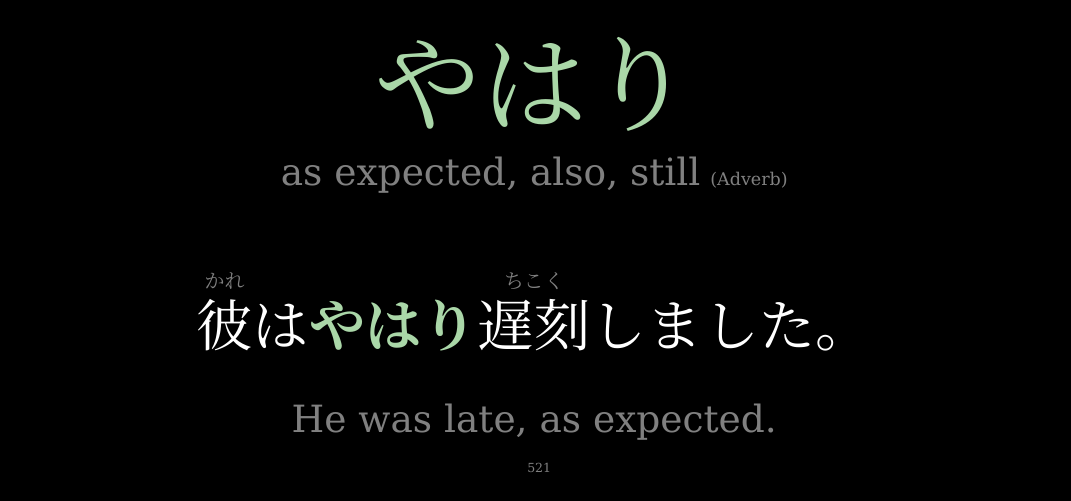 やはり
as expected, also, still (Adverb)
かれ ちこく
彼はやはり遅刻しました。
He was late, as expected.
521